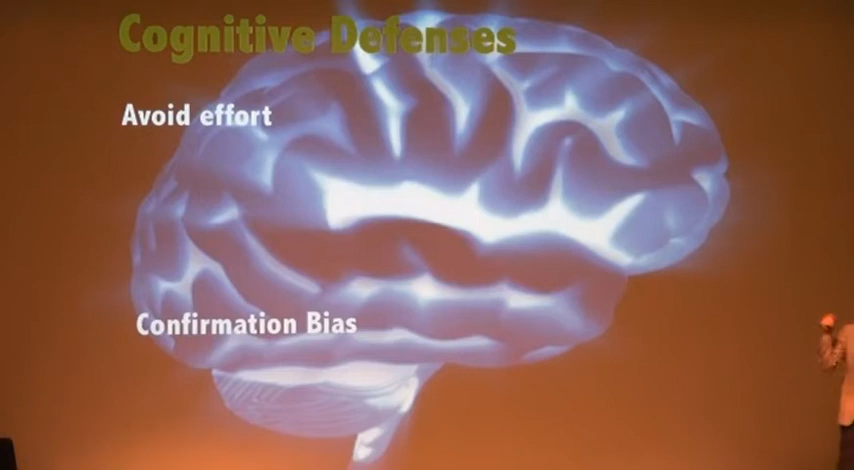 Cognitive Defenses
Avoid effort
Confirmation Bias